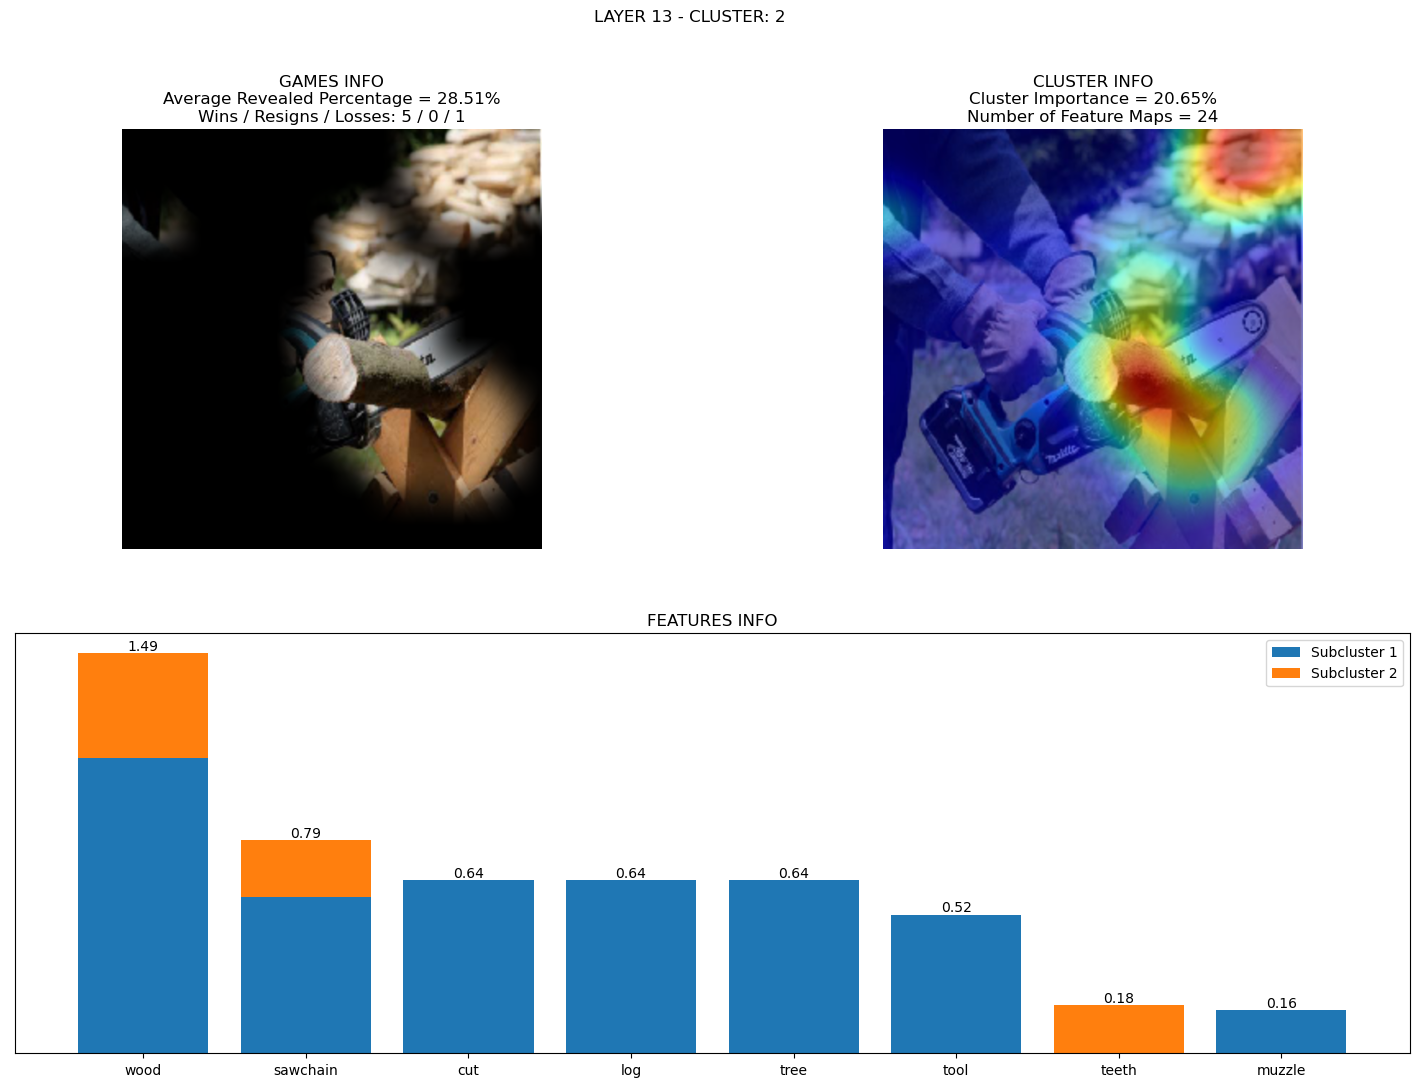 LAYER 13 - CLUSTER: 2
GAMES INFO
Average Revealed Percentage = 28.51%
Wins / Resigns / Losses: 5 / 0 / 1
CLUSTER INFO
Cluster Importance = 20.65%
Number of Feature Maps = 24
makita
FEATURES INFO
Subcluster 1
Subcluster 2
1.49
0.79
0.64
0.64
0.64
0.52
0.18
0.16
wood sawchain cut log tree tool teeth muzzle